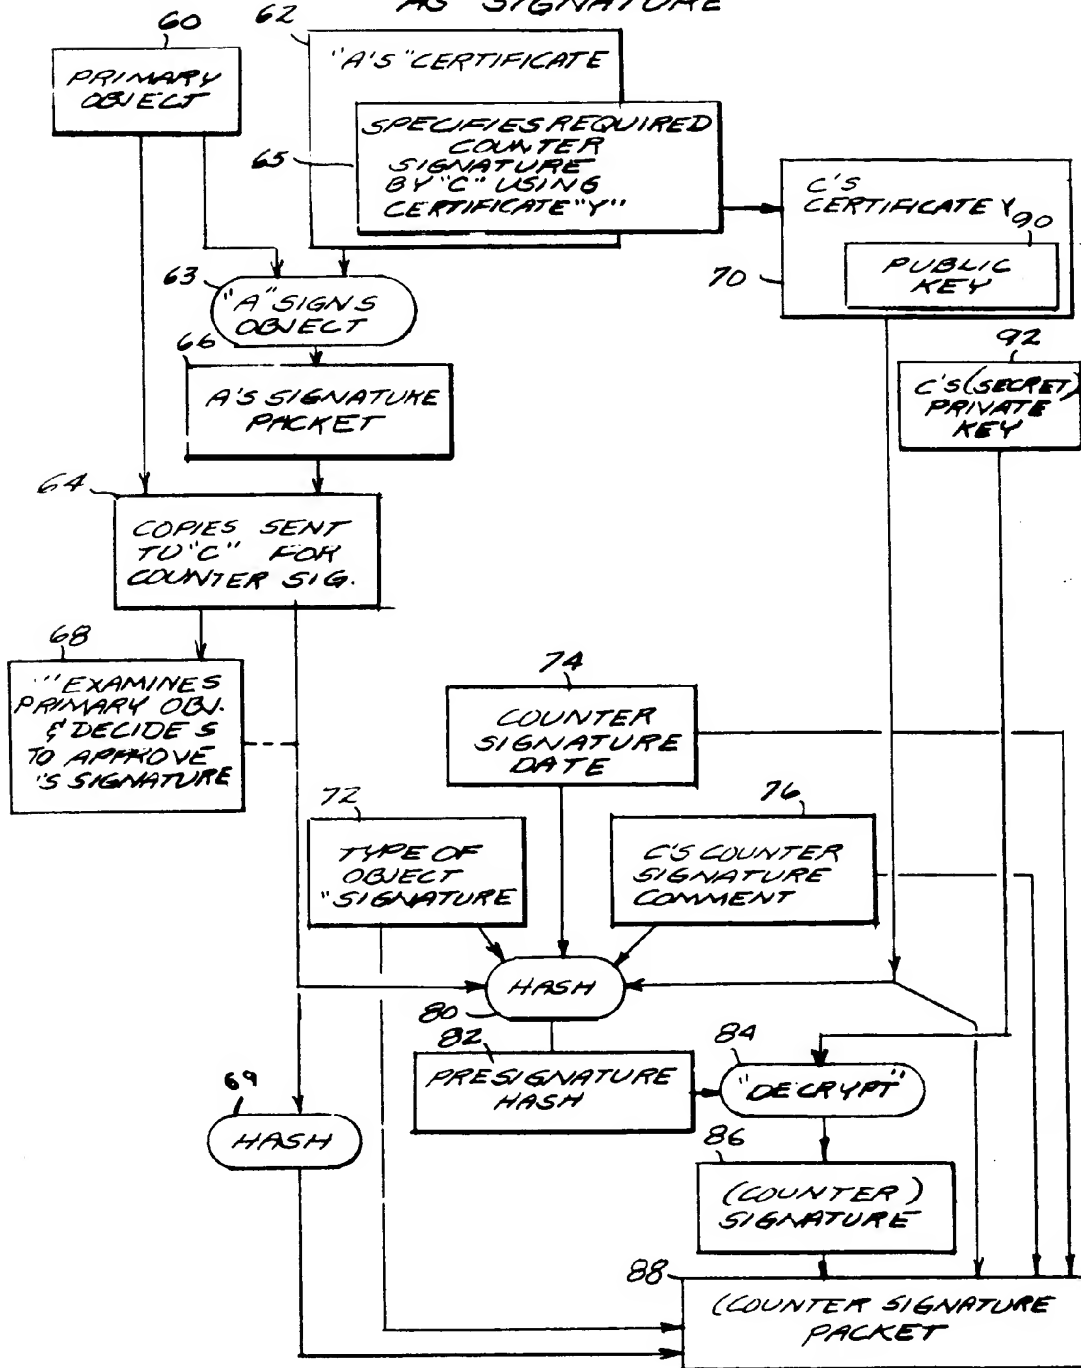 AS SIGNATURE
60
62
PRIMARY
OBJECT
"A'S" CERTIFICATE
SPECIFIES REQUIRED
COUNTER
SIGNATURE
BY "C" USING
CERTIFICATE "Y"
65
C'S
CERTIFICATE Y
90
PUBLIC
KEY
70
63
"A" SIGNS
OBJECT
66
A'S SIGNATURE
PACKET
92
C'S (SECRET)
PRIVATE
KEY
64
COPIES SENT
TO "C" FOR
COUNTER SIG.
68
"' EXAMINES
PRIMARY OBJ.
& DECIDES
TO APPROVE
'S SIGNATURE
74
COUNTER
SIGNATURE
DATE
72
TYPE OF
OBJECT
"SIGNATURE
76
C'S COUNTER
SIGNATURE
COMMENT
HASH
80
82
PRESIGNATURE
HASH
84
"DECRYPT"
69
HASH
86
(COUNTER)
SIGNATURE
88
(COUNTER SIGNATURE
PACKET